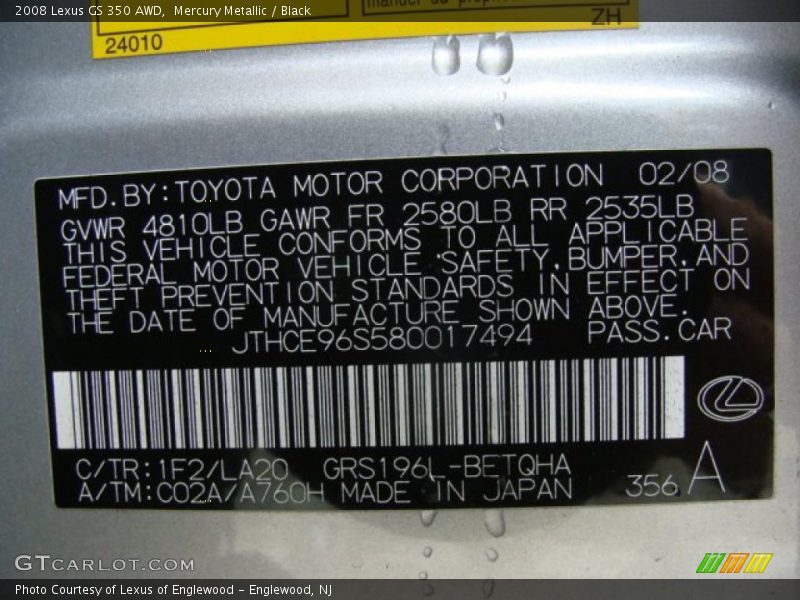 2008 Lexus GS 350 AWD, Mercury Metallic / Black
manuel du
ZH
24010
MFD.BY:TOYOTA MOTOR CORPORATION 02/08
GVWR 4810LB GAWR FR 2580LB RR 2535LB
THIS VEHICLE CONFORMS TO ALL APPLICABLE
FEDERAL MOTOR VEHICLE SAFETY,BUMPER,AND
THEFT PREVENTION STANDARDS IN EFFECT ON
THE DATE OF MANUFACTURE SHOWN ABOVE.
JTHCE96S580017494 PASS.CAR
C/TR:1F2/LA20 GRS196L-BETQHA
A/TM:C02A/A760H MADE IN JAPAN 356 A
GTCARLOT.COM
Photo Courtesy of Lexus of Englewood - Englewood, NJ